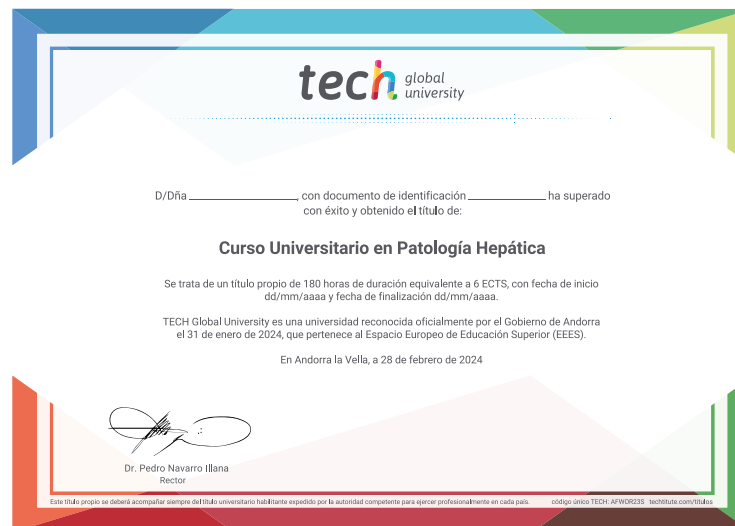 tech global university
D/Dña ____________________, con documento de identificación ______________ ha superado
con éxito y obtenido el título de:
Curso Universitario en Patología Hepática
Se trata de un título propio de 180 horas de duración equivalente a 6 ECTS, con fecha de inicio
dd/mm/aaaa y fecha de finalización dd/mm/aaaa.
TECH Global University es una universidad reconocida oficialmente por el Gobierno de Andorra
el 31 de enero de 2024, que pertenece al Espacio Europeo de Educación Superior (EEES).
En Andorra la Vella, a 28 de febrero de 2024
Dr. Pedro Navarro Illana
Rector
Este título propio se deberá acompañar siempre del título universitario habilitante expedido por la autoridad competente para ejercer profesionalmente en cada país. código único TECH: AFWOR23S techtitute.com/titulos